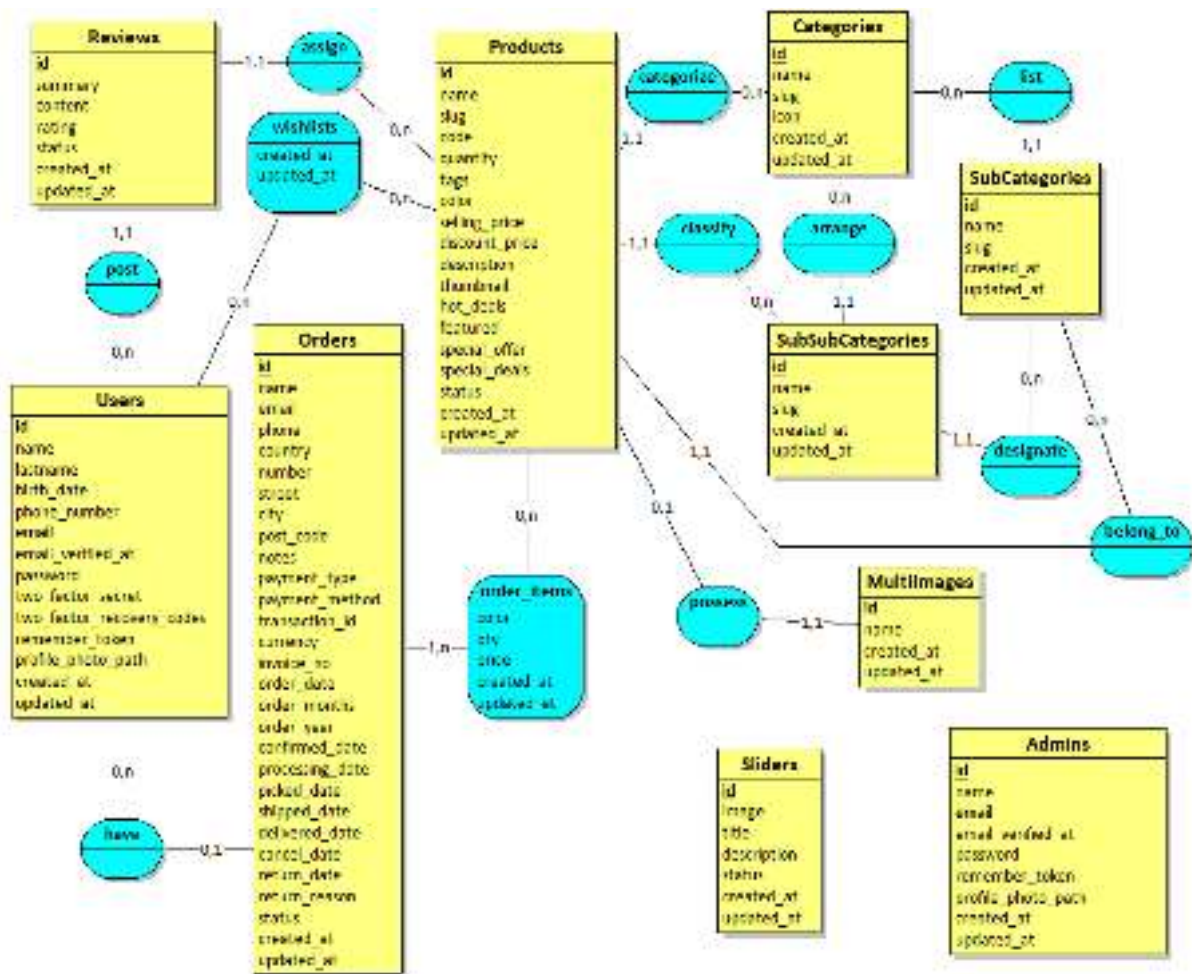 Reviews
id
summary
content
rating
status
created_at
updated_at
1,1
assign
0,n
wishlists
created_at
updated_at
0,n
0,n
1,1
post
0,n
Users
id
name
lastname
birth_date
phone_number
email
email_verified_at
password
two_factor_secret
two_factor_recovery_codes
remember_token
profile_photo_path
created_at
updated_at
0,n
have
0,1
Orders
id
name
email
phone
country
number
street
city
post_code
notes
payment_type
payment_method
transaction_id
currency
invoice_no
order_date
order_months
order_year
confirmed_date
processing_date
picked_date
shipped_date
delivered_date
cancel_date
return_date
return_reason
status
created_at
updated_at
1,n
order_items
color
qty
price
created_at
updated_at
0,n
Products
id
name
slug
code
quantity
tags
color
selling_price
discount_price
description
thumbnail
hot_deals
featured
special_offer
special_deals
status
created_at
updated_at
categorize
1,1
0,n
Categories
id
name
slug
icon
created_at
updated_at
0,n
list
1,1
SubCategories
id
name
slug
created_at
updated_at
1,1
classify
0,n
0,n
arrange
1,1
SubSubCategories
id
name
slug
created_at
updated_at
1,1
0,n
designate
0,n
belong_to
1,1
0,1
1,1
MultiImages
id
name
created_at
updated_at
Sliders
id
image
title
description
status
created_at
updated_at
Admins
id
name
email
email_verified_at
password
remember_token
profile_photo_path
created_at
updated_at